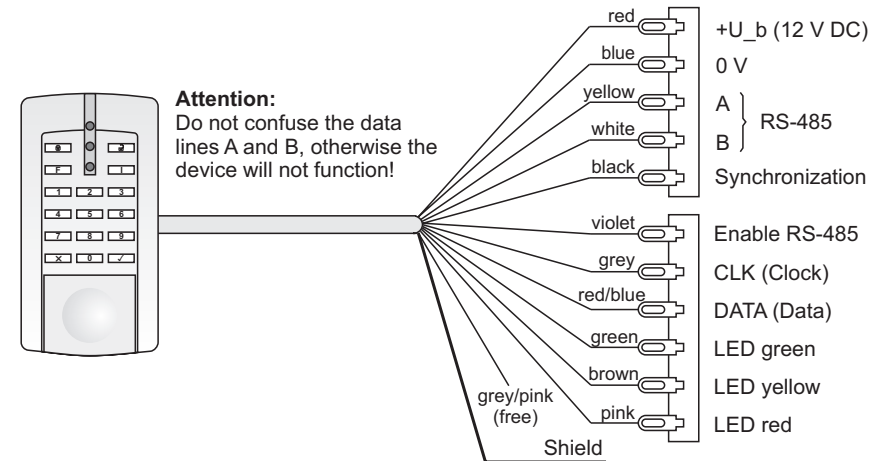 red
+U_b (12 V DC)
blue
0 V
yellow
A
white
B
RS-485
black
Synchronization
Attention:
Do not confuse the data
lines A and B, otherwise the
device will not function!
F
I
1 2 3
4 5 6
7 8 9
× 0 ✓
violet
Enable RS-485
grey
CLK (Clock)
red/blue
DATA (Data)
green
LED green
brown
LED yellow
pink
LED red
grey/pink
(free)
Shield